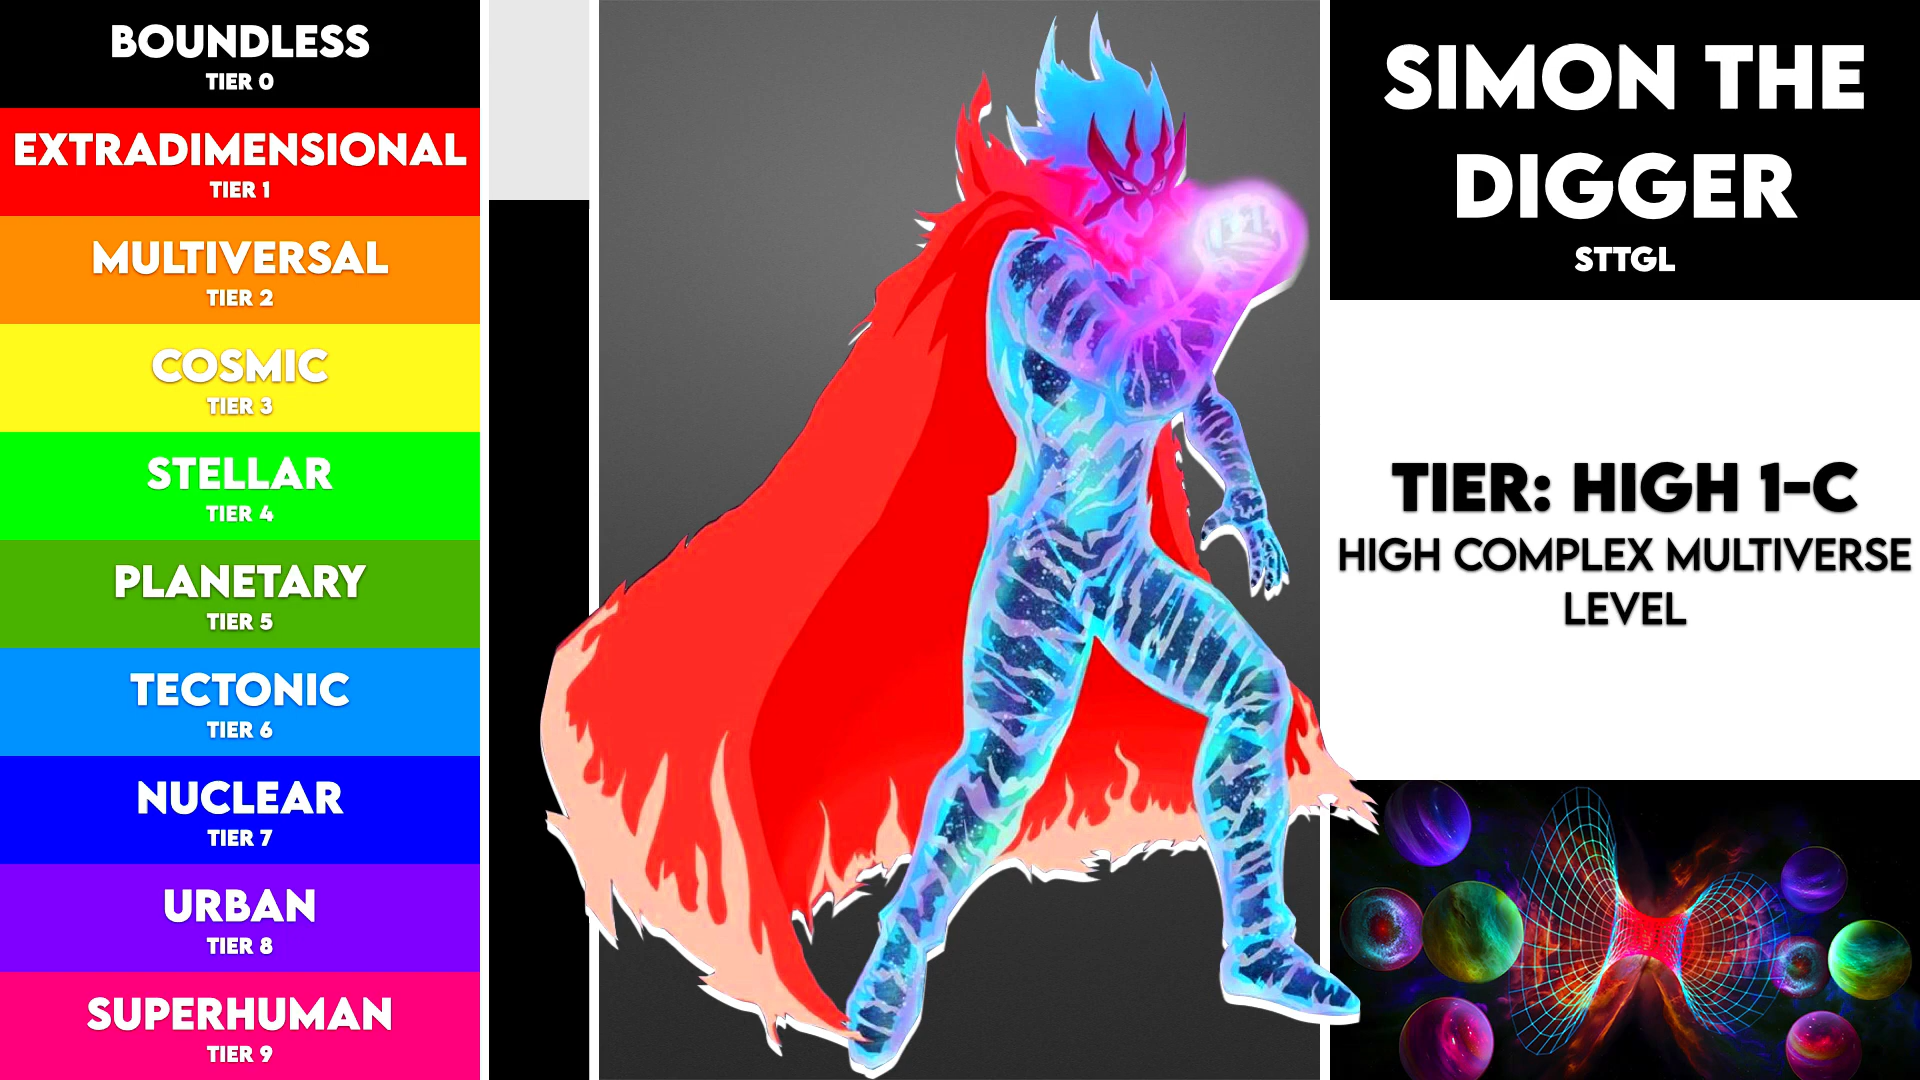 BOUNDLESS
TIER 0
EXTRADIMENSIONAL
TIER 1
MULTIVERSAL
TIER 2
COSMIC
TIER 3
STELLAR
TIER 4
PLANETARY
TIER 5
TECTONIC
TIER 6
NUCLEAR
TIER 7
URBAN
TIER 8
SUPERHUMAN
TIER 9
SIMON THE
DIGGER
STTGL
TIER: HIGH 1-C
HIGH COMPLEX MULTIVERSE
LEVEL